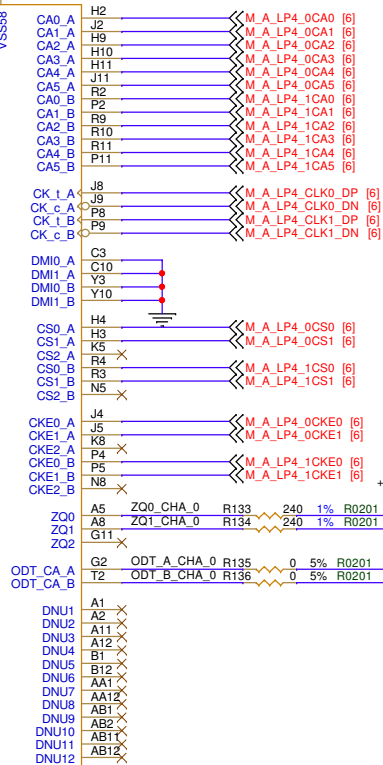 VSS58
CA0_A H2 M_A_LP4_0CA0 [6]
CA1_A J2 M_A_LP4_0CA1 [6]
CA2_A H9 M_A_LP4_0CA2 [6]
CA3_A H10 M_A_LP4_0CA3 [6]
CA4_A H11 M_A_LP4_0CA4 [6]
CA5_A J11 M_A_LP4_0CA5 [6]
CA0_B R2 M_A_LP4_1CA0 [6]
CA1_B P2 M_A_LP4_1CA1 [6]
CA2_B R9 M_A_LP4_1CA2 [6]
CA3_B R10 M_A_LP4_1CA3 [6]
CA4_B R11 M_A_LP4_1CA4 [6]
CA5_B P11 M_A_LP4_1CA5 [6]
CK_t_A J8 M_A_LP4_CLK0_DP [6]
CK_c_A J9 M_A_LP4_CLK0_DN [6]
CK_t_B P8 M_A_LP4_CLK1_DP [6]
CK_c_B P9 M_A_LP4_CLK1_DN [6]
DMI0_A C3
DMI1_A C10
DMI0_B Y3
DMI1_B Y10
CS0_A H4 M_A_LP4_0CS0 [6]
CS1_A H3 M_A_LP4_0CS1 [6]
CS2_A K5
CS0_B R4 M_A_LP4_1CS0 [6]
CS1_B R3 M_A_LP4_1CS1 [6]
CS2_B N5
CKE0_A J4 M_A_LP4_0CKE0 [6]
CKE1_A J5 M_A_LP4_0CKE1 [6]
CKE2_A K8
CKE0_B P4 M_A_LP4_1CKE0 [6]
CKE1_B P5 M_A_LP4_1CKE1 [6]
CKE2_B N8
+
ZQ0 A5 ZQ0_CHA_0 R133 240 1% R0201
ZQ1 A8 ZQ1_CHA_0 R134 240 1% R0201
ZQ2 G11
ODT_CA_A G2 ODT_A_CHA_0 R135 0 5% R0201
ODT_CA_B T2 ODT_B_CHA_0 R136 0 5% R0201
DNU1 A1
DNU2 A2
DNU3 A11
DNU4 A12
DNU5 B1
DNU6 B12
DNU7 AA1
DNU8 AA12
DNU9 AB1
DNU10 AB2
DNU11 AB11
DNU12 AB12